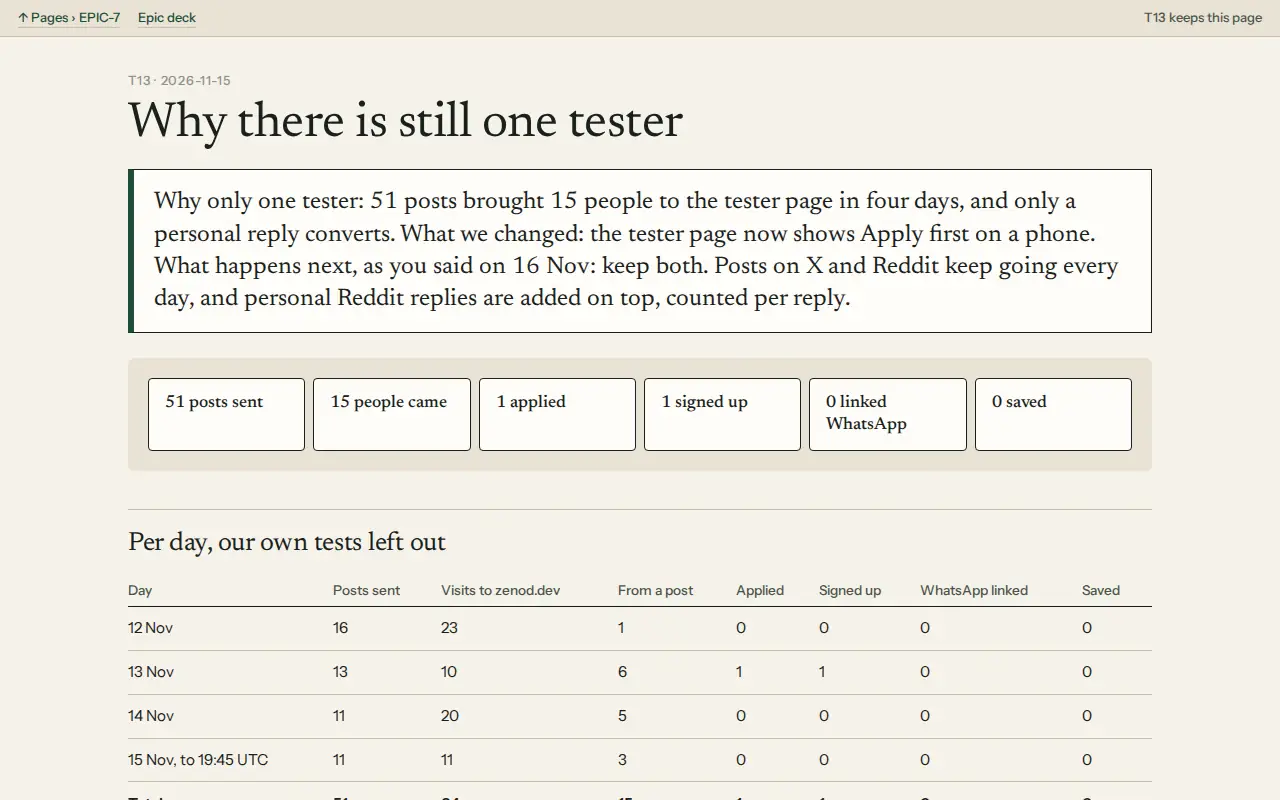 ↑ Pages › EPIC-7 Epic deck T13 keeps this page
T13 · 2026-11-15
Why there is still one tester
Why only one tester: 51 posts brought 15 people to the tester page in four days, and only a
personal reply converts. What we changed: the tester page now shows Apply first on a phone.
What happens next, as you said on 16 Nov: keep both. Posts on X and Reddit keep going every
day, and personal Reddit replies are added on top, counted per reply.
51 posts sent 15 people came 1 applied 1 signed up 0 linked WhatsApp 0 saved
Per day, our own tests left out
Day Posts sent Visits to zenod.dev From a post Applied Signed up WhatsApp linked Saved
12 Nov 16 23 1 0 0 0 0
13 Nov 13 10 6 1 1 0 0
14 Nov 11 20 5 0 0 0 0
15 Nov, to 19:45 UTC 11 11 3 0 0 0 0